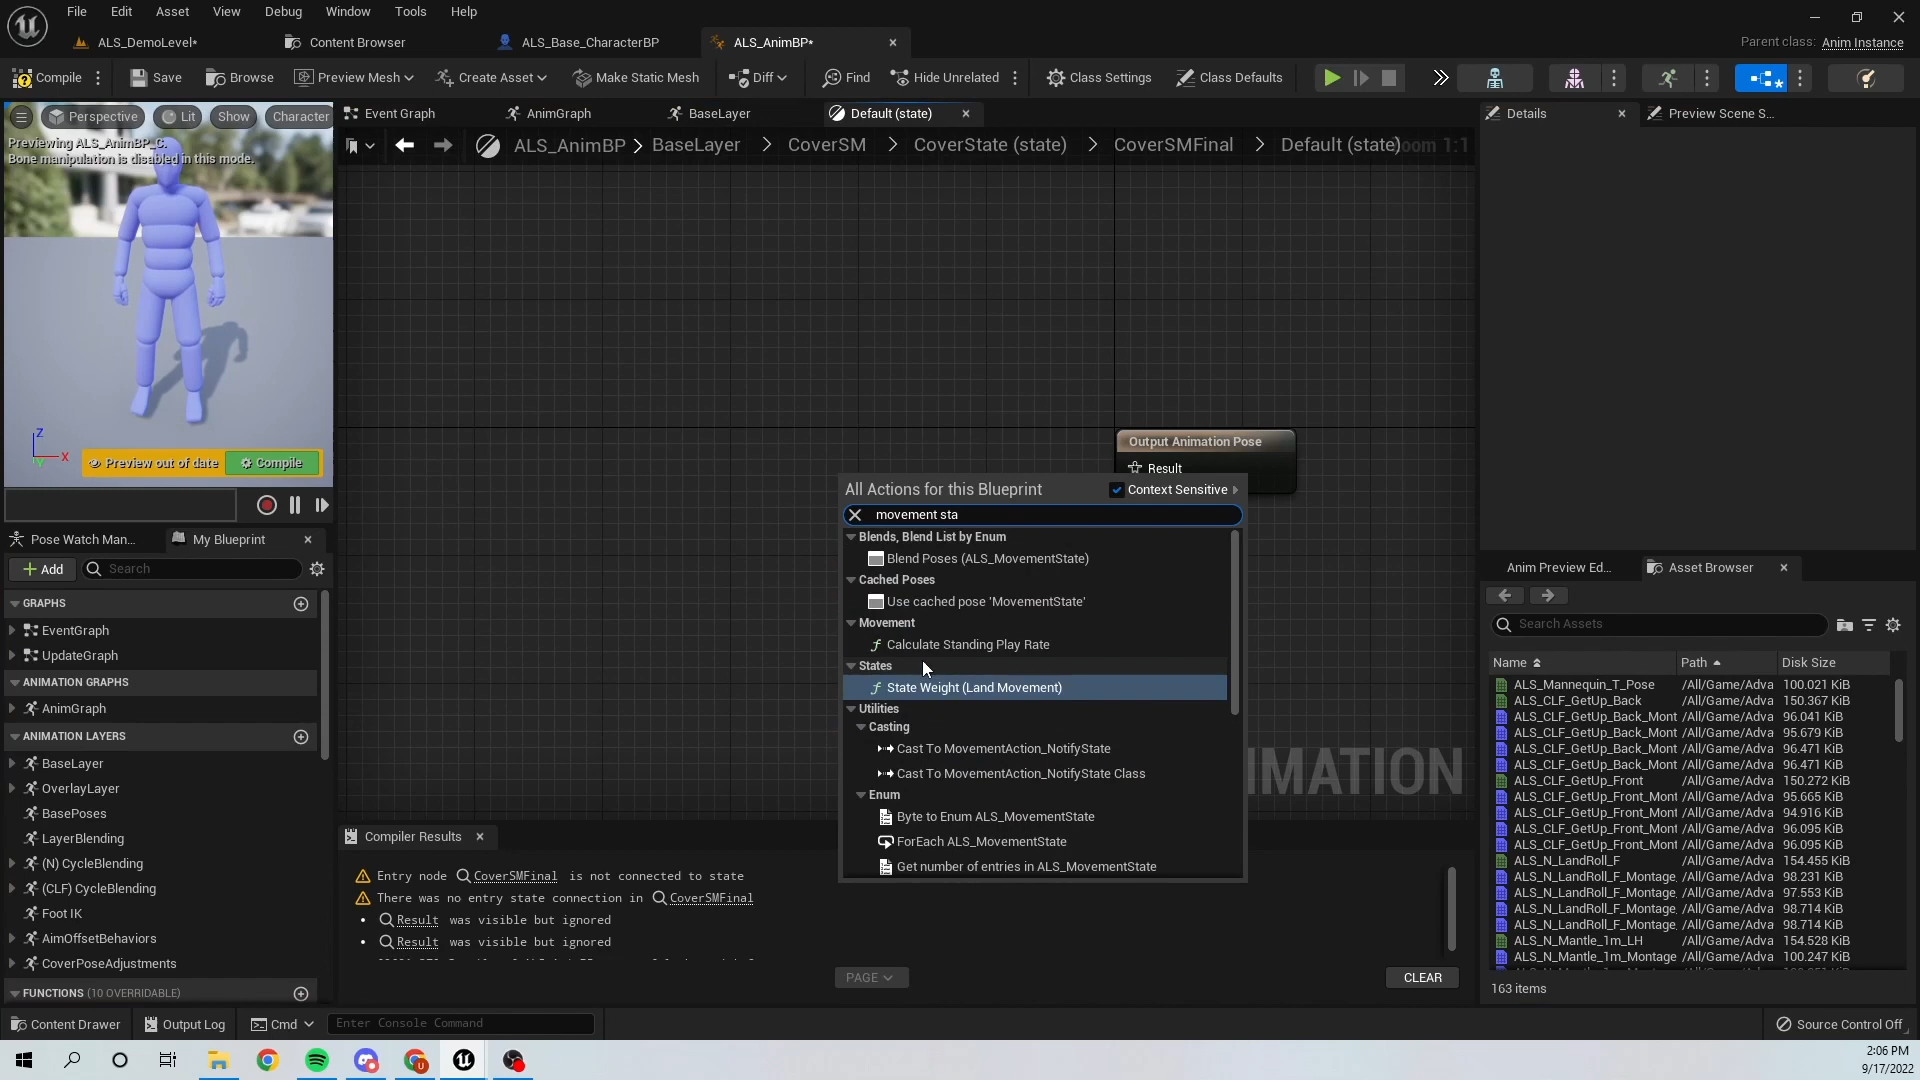 File Edit Asset View Debug Window Tools Help
ALS_DemoLevel* Content Browser ALS_Base_CharacterBP ALS_AnimBP*
Parent class: Anim Instance
Compile Save Browse Preview Mesh Create Asset Make Static Mesh Diff Find Hide Unrelated Class Settings Class Defaults
Perspective Lit Show Character
Previewing ALS_AnimBP_C.
Bone manipulation is disabled in this mode.
Z
X
Y
Preview out of date Compile
Event Graph AnimGraph BaseLayer Default (state)
ALS_AnimBP BaseLayer CoverSM CoverState (state) CoverSMFinal Default (state) oom 1:1
Output Animation Pose
Result
All Actions for this Blueprint Context Sensitive
movement sta
Blends, Blend List by Enum
Blend Poses (ALS_MovementState)
Cached Poses
Use cached pose 'MovementState'
Movement
Calculate Standing Play Rate
States
State Weight (Land Movement)
Utilities
Casting
Cast To MovementAction_NotifyState
Cast To MovementAction_NotifyState Class
Enum
Byte to Enum ALS_MovementState
ForEach ALS_MovementState
Get number of entries in ALS_MovementState
IMATION
Pose Watch Man... My Blueprint
Add Search
GRAPHS
EventGraph
UpdateGraph
ANIMATION GRAPHS
AnimGraph
ANIMATION LAYERS
BaseLayer
OverlayLayer
BasePoses
LayerBlending
(N) CycleBlending
(CLF) CycleBlending
Foot IK
AimOffsetBehaviors
CoverPoseAdjustments
FUNCTIONS (10 OVERRIDABLE)
Compiler Results
Entry node CoverSMFinal is not connected to state
There was no entry state connection in CoverSMFinal
• Result was visible but ignored
• Result was visible but ignored
PAGE CLEAR
Details Preview Scene S...
Anim Preview Ed... Asset Browser
Search Assets
Name Path Disk Size
ALS_Mannequin_T_Pose /All/Game/Adva 100.021 KiB
ALS_CLF_GetUp_Back /All/Game/Adva 150.367 KiB
ALS_CLF_GetUp_Back_Mont /All/Game/Adva 96.041 KiB
ALS_CLF_GetUp_Back_Mont /All/Game/Adva 95.679 KiB
ALS_CLF_GetUp_Back_Mont /All/Game/Adva 96.471 KiB
ALS_CLF_GetUp_Back_Mont /All/Game/Adva 96.471 KiB
ALS_CLF_GetUp_Front /All/Game/Adva 150.272 KiB
ALS_CLF_GetUp_Front_Mont /All/Game/Adva 95.665 KiB
ALS_CLF_GetUp_Front_Mont /All/Game/Adva 94.916 KiB
ALS_CLF_GetUp_Front_Mont /All/Game/Adva 96.095 KiB
ALS_CLF_GetUp_Front_Mont /All/Game/Adva 96.095 KiB
ALS_N_LandRoll_F /All/Game/Adva 154.455 KiB
ALS_N_LandRoll_F_Montage. /All/Game/Adva 98.231 KiB
ALS_N_LandRoll_F_Montage. /All/Game/Adva 97.553 KiB
ALS_N_LandRoll_F_Montage. /All/Game/Adva 98.714 KiB
ALS_N_LandRoll_F_Montage. /All/Game/Adva 98.714 KiB
ALS_N_Mantle_1m_LH /All/Game/Adva 154.528 KiB
ALS_N_Mantle_1m_Montage /All/Game/Adva 100.247 KiB
163 items
Content Drawer Output Log Cmd Enter Console Command Source Control Off
2:06 PM
9/17/2022